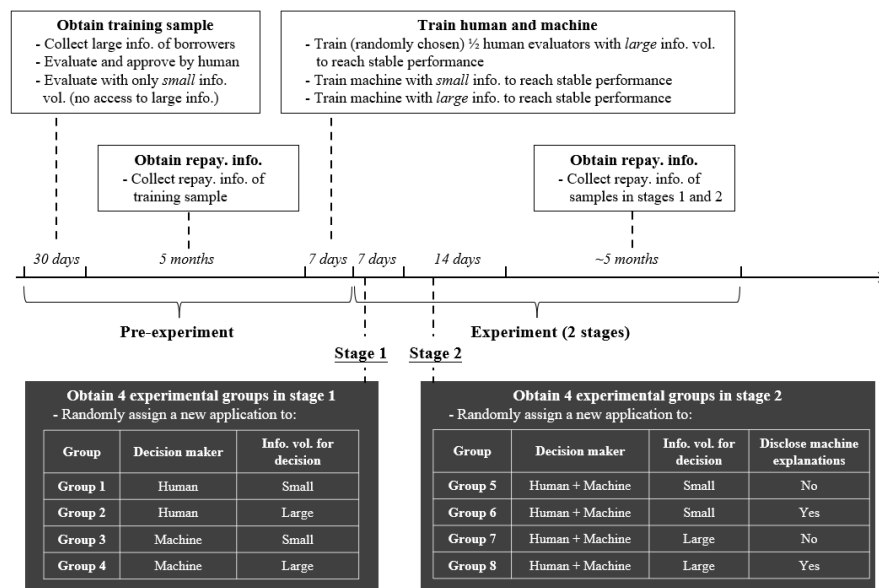 Obtain training sample
- Collect large info. of borrowers
- Evaluate and approve by human
- Evaluate with only small info.
vol. (no access to large info.)
Train human and machine
- Train (randomly chosen) ½ human evaluators with large info. vol.
to reach stable performance
- Train machine with small info. to reach stable performance
- Train machine with large info. to reach stable performance
Obtain repay. info.
- Collect repay. info. of
training sample
Obtain repay. info.
- Collect repay. info. of
samples in stages 1 and 2
30 days
5 months
7 days
7 days
14 days
~5 months
Pre-experiment
Experiment (2 stages)
Stage 1
Stage 2
Obtain 4 experimental groups in stage 1
- Randomly assign a new application to:
Group
Decision maker
Info. vol. for
decision
Group 1
Human
Small
Group 2
Human
Large
Group 3
Machine
Small
Group 4
Machine
Large
Obtain 4 experimental groups in stage 2
- Randomly assign a new application to:
Group
Decision maker
Info. vol. for
decision
Disclose machine
explanations
Group 5
Human + Machine
Small
No
Group 6
Human + Machine
Small
Yes
Group 7
Human + Machine
Large
No
Group 8
Human + Machine
Large
Yes